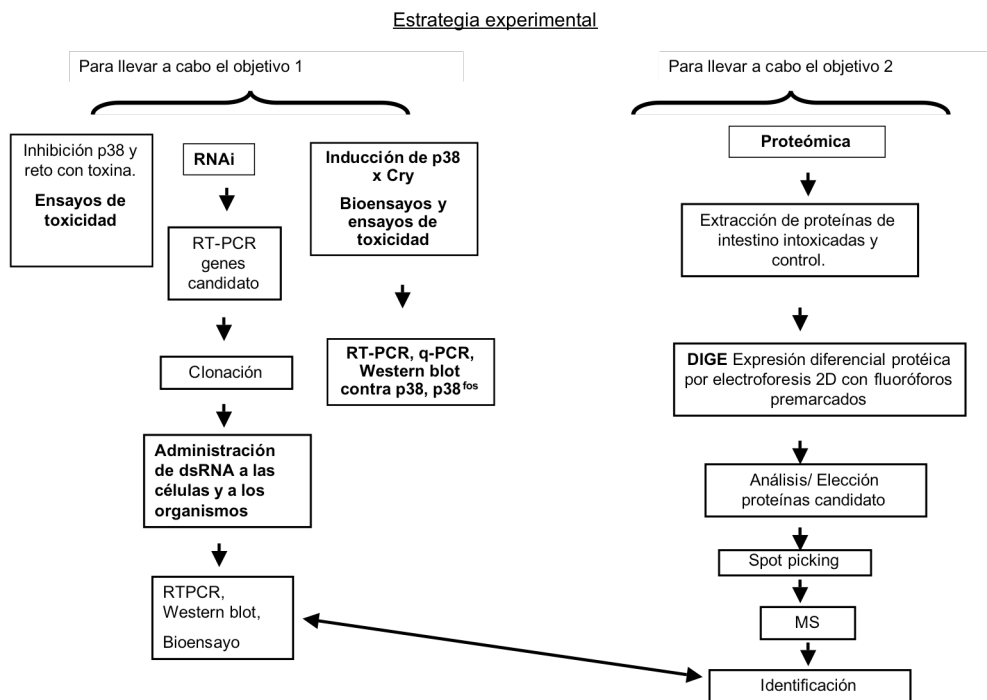 Estrategia experimental
Para llevar a cabo el objetivo 1
Inhibición p38 y
reto con toxina.
Ensayos de
toxicidad
RNAi
RT-PCR
genes
candidato
Clonación
Administración
de dsRNA a las
células y a los
organismos
RTPCR,
Western blot,
Bioensayo
Inducción de p38
x Cry
Bioensayos y
ensayos de
toxicidad
RT-PCR, q-PCR,
Western blot
contra p38, p38fos
Para llevar a cabo el objetivo 2
Proteómica
Extracción de proteínas de
intestino intoxicadas y
control.
DIGE Expresión diferencial protéica
por electroforesis 2D con fluoróforos
premarcados
Análisis/ Elección
proteínas candidato
Spot picking
MS
Identificación